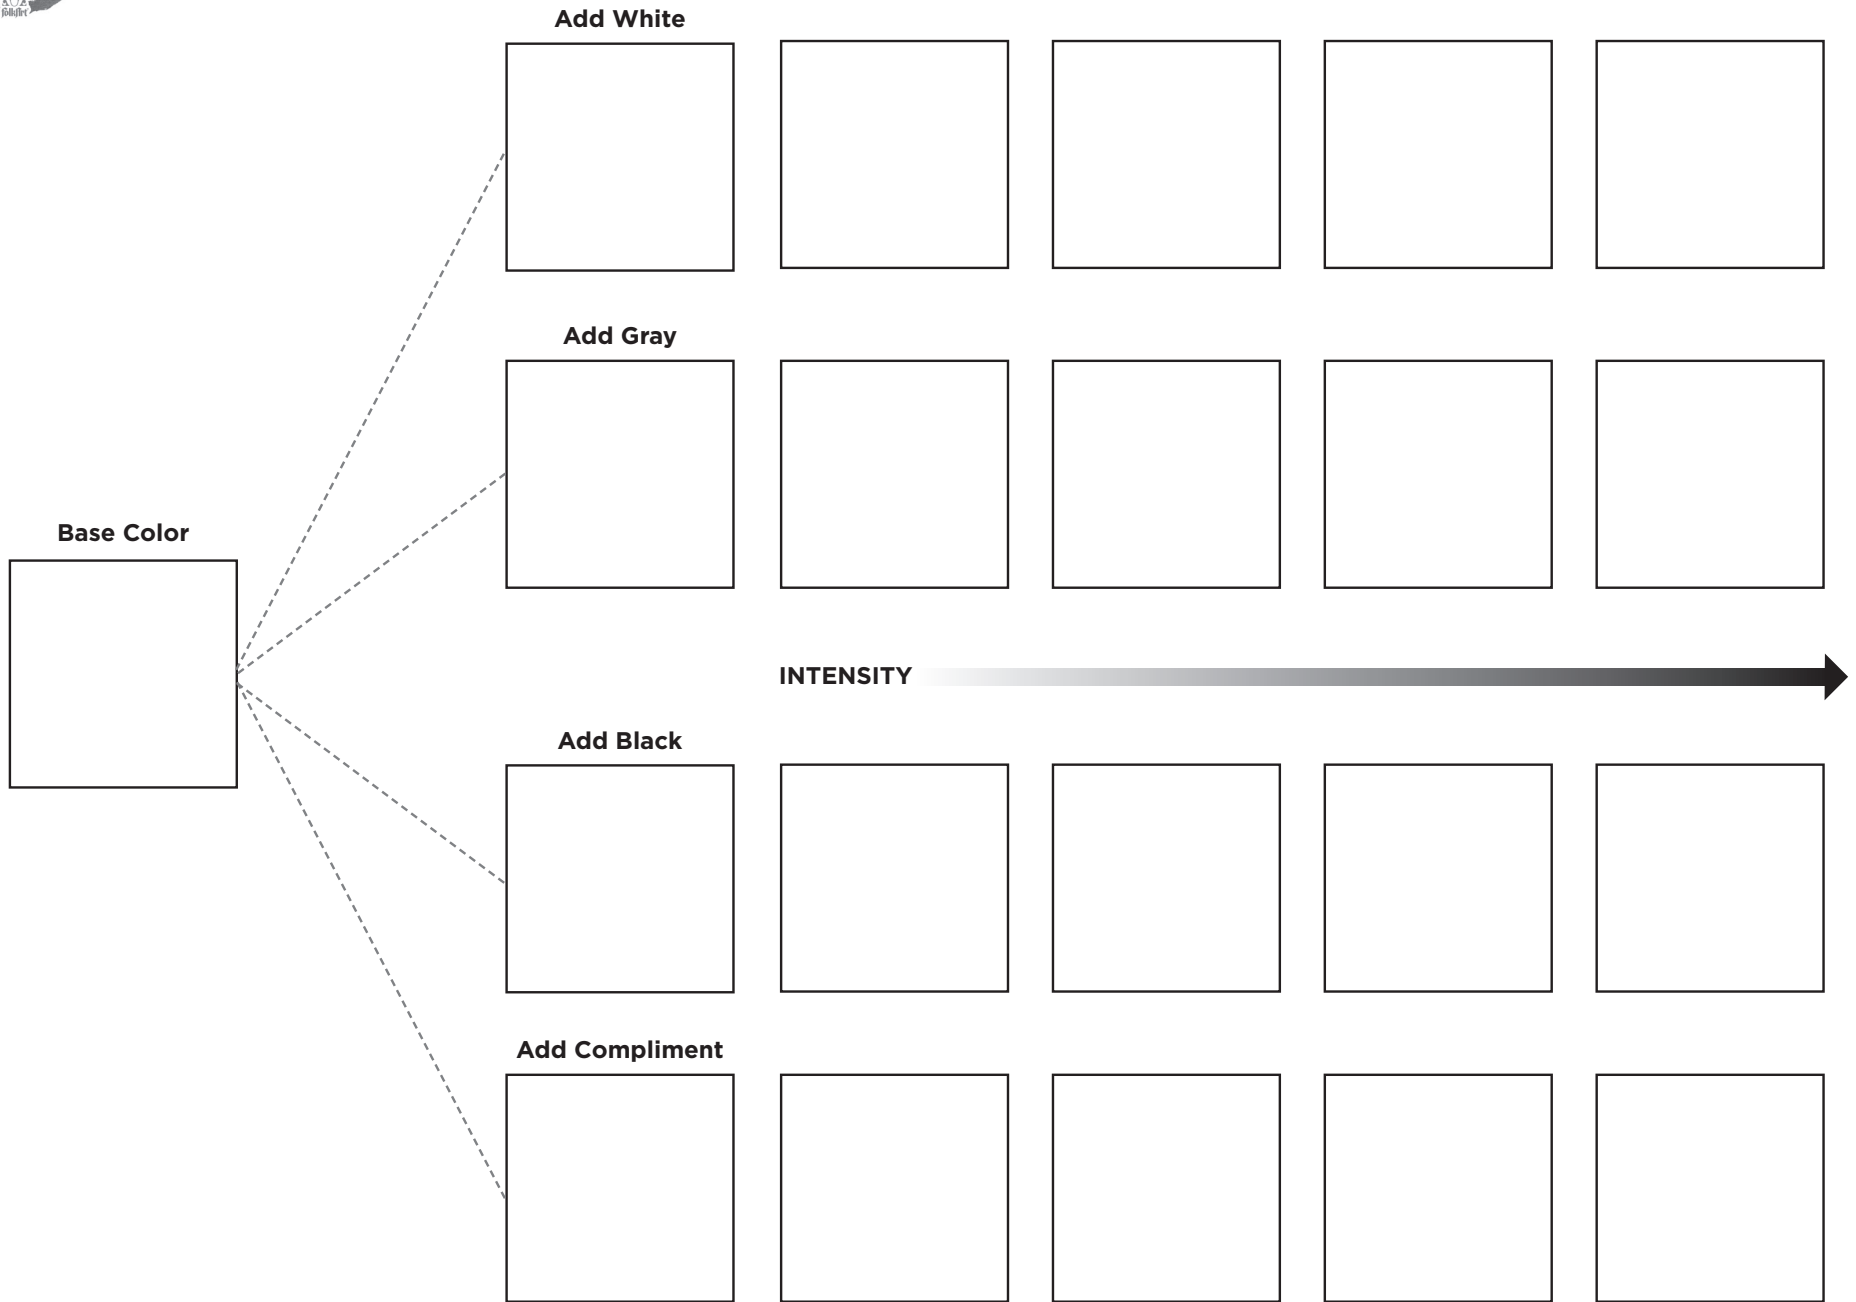 Add White
Add Gray
Base Color
INTENSITY
Add Black
Add Compliment